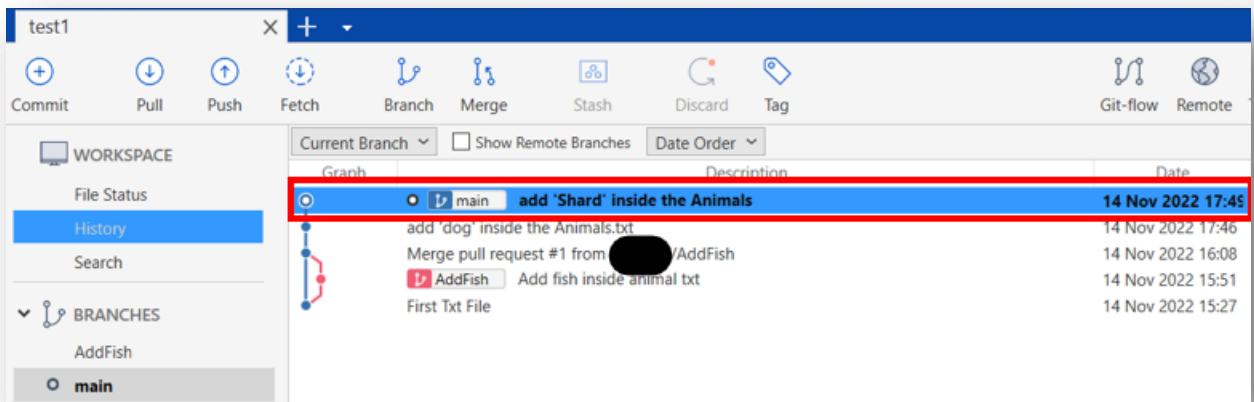 test1
Commit Pull Push Fetch Branch Merge Stash Discard Tag Git-flow Remote
Current Branch Show Remote Branches Date Order
WORKSPACE
File Status
History
Search
BRANCHES
AddFish
main
Graph Description Date
main add 'Shard' inside the Animals 14 Nov 2022 17:49
add 'dog' inside the Animals.txt 14 Nov 2022 17:46
Merge pull request #1 from /AddFish 14 Nov 2022 16:08
AddFish Add fish inside animal txt 14 Nov 2022 15:51
First Txt File 14 Nov 2022 15:27